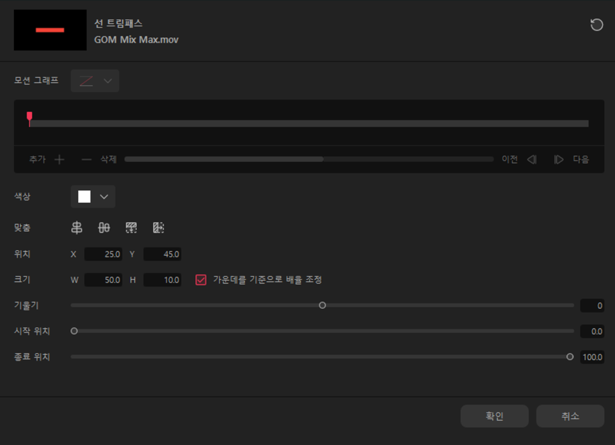 선 트림패스
GOM Mix Max.mov
모션 그래프
추가 삭제 이전 다음
색상
맞춤
위치 X 25.0 Y 45.0
크기 W 50.0 H 10.0 가운데를 기준으로 배율 조정
기울기 0
시작 위치 0.0
종료 위치 100.0
확인 취소